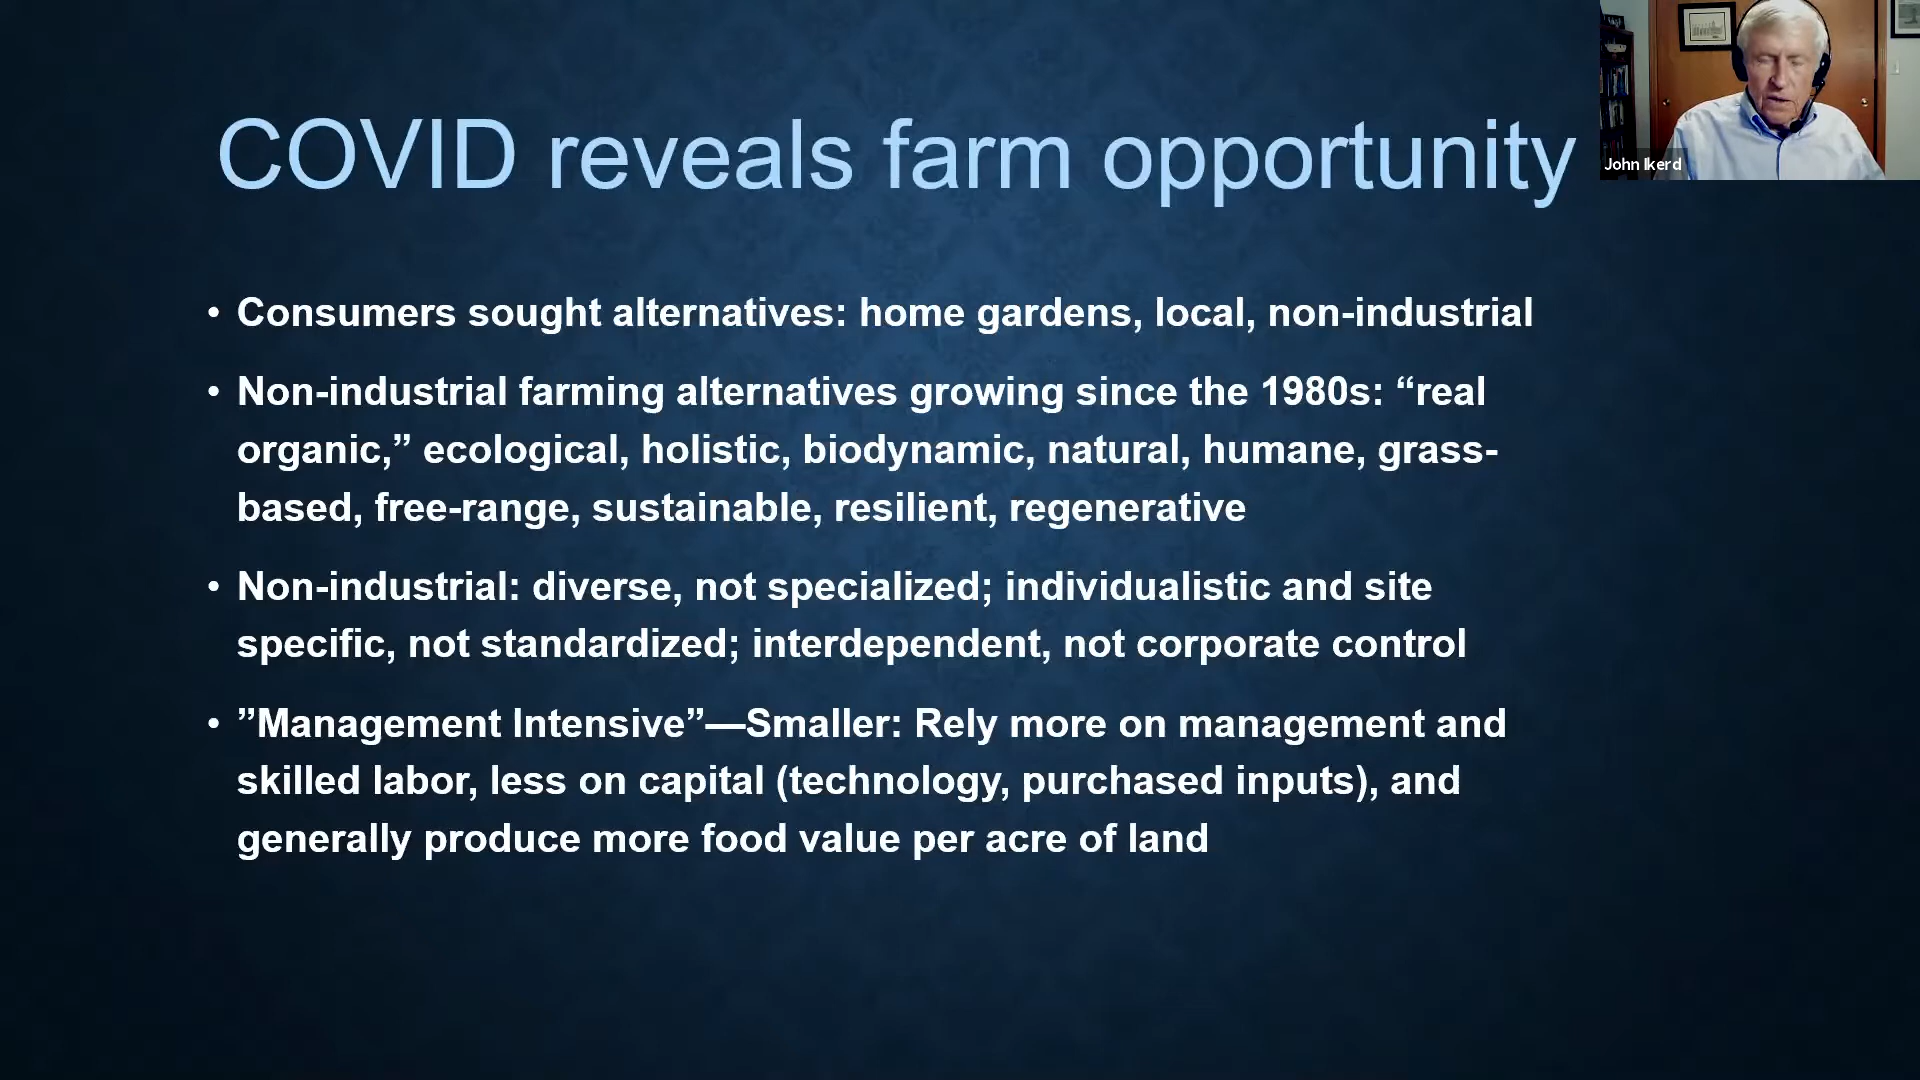 COVID reveals farm opportunity
John Ikerd
• Consumers sought alternatives: home gardens, local, non-industrial
• Non-industrial farming alternatives growing since the 1980s: “real
organic,” ecological, holistic, biodynamic, natural, humane, grass-
based, free-range, sustainable, resilient, regenerative
• Non-industrial: diverse, not specialized; individualistic and site
specific, not standardized; interdependent, not corporate control
• ”Management Intensive”—Smaller: Rely more on management and
skilled labor, less on capital (technology, purchased inputs), and
generally produce more food value per acre of land